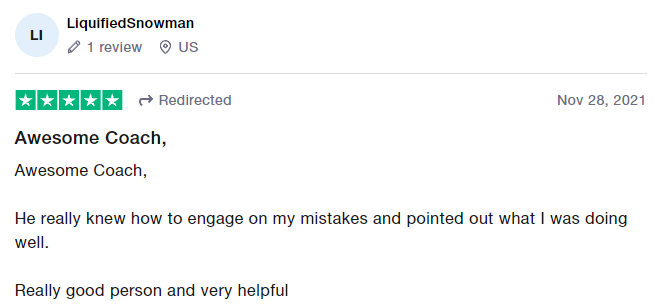 LI
LiquifiedSnowman
1 review US
Redirected Nov 28, 2021
Awesome Coach,
Awesome Coach,
He really knew how to engage on my mistakes and pointed out what I was doing
well.
Really good person and very helpful